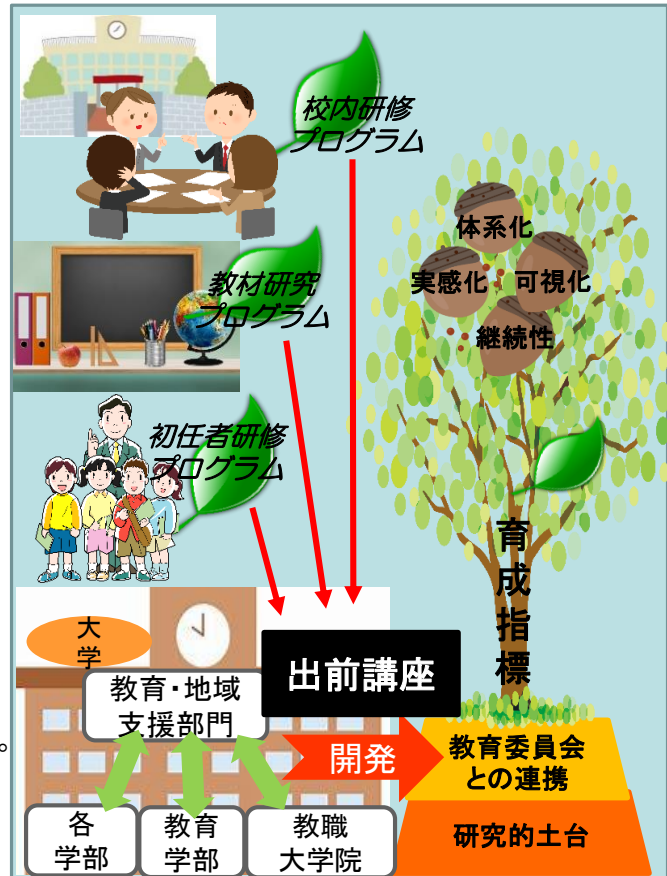 校内研修
プログラム
教材研究
プログラム
初任者研修
プログラム
体系化
実感化
可視化
継続性
育成指標
大
学
教育・地域
支援部門
出前講座
開発
各
学部
教育
学部
教職
大学院
教育委員会
との連携
研究的土台
。